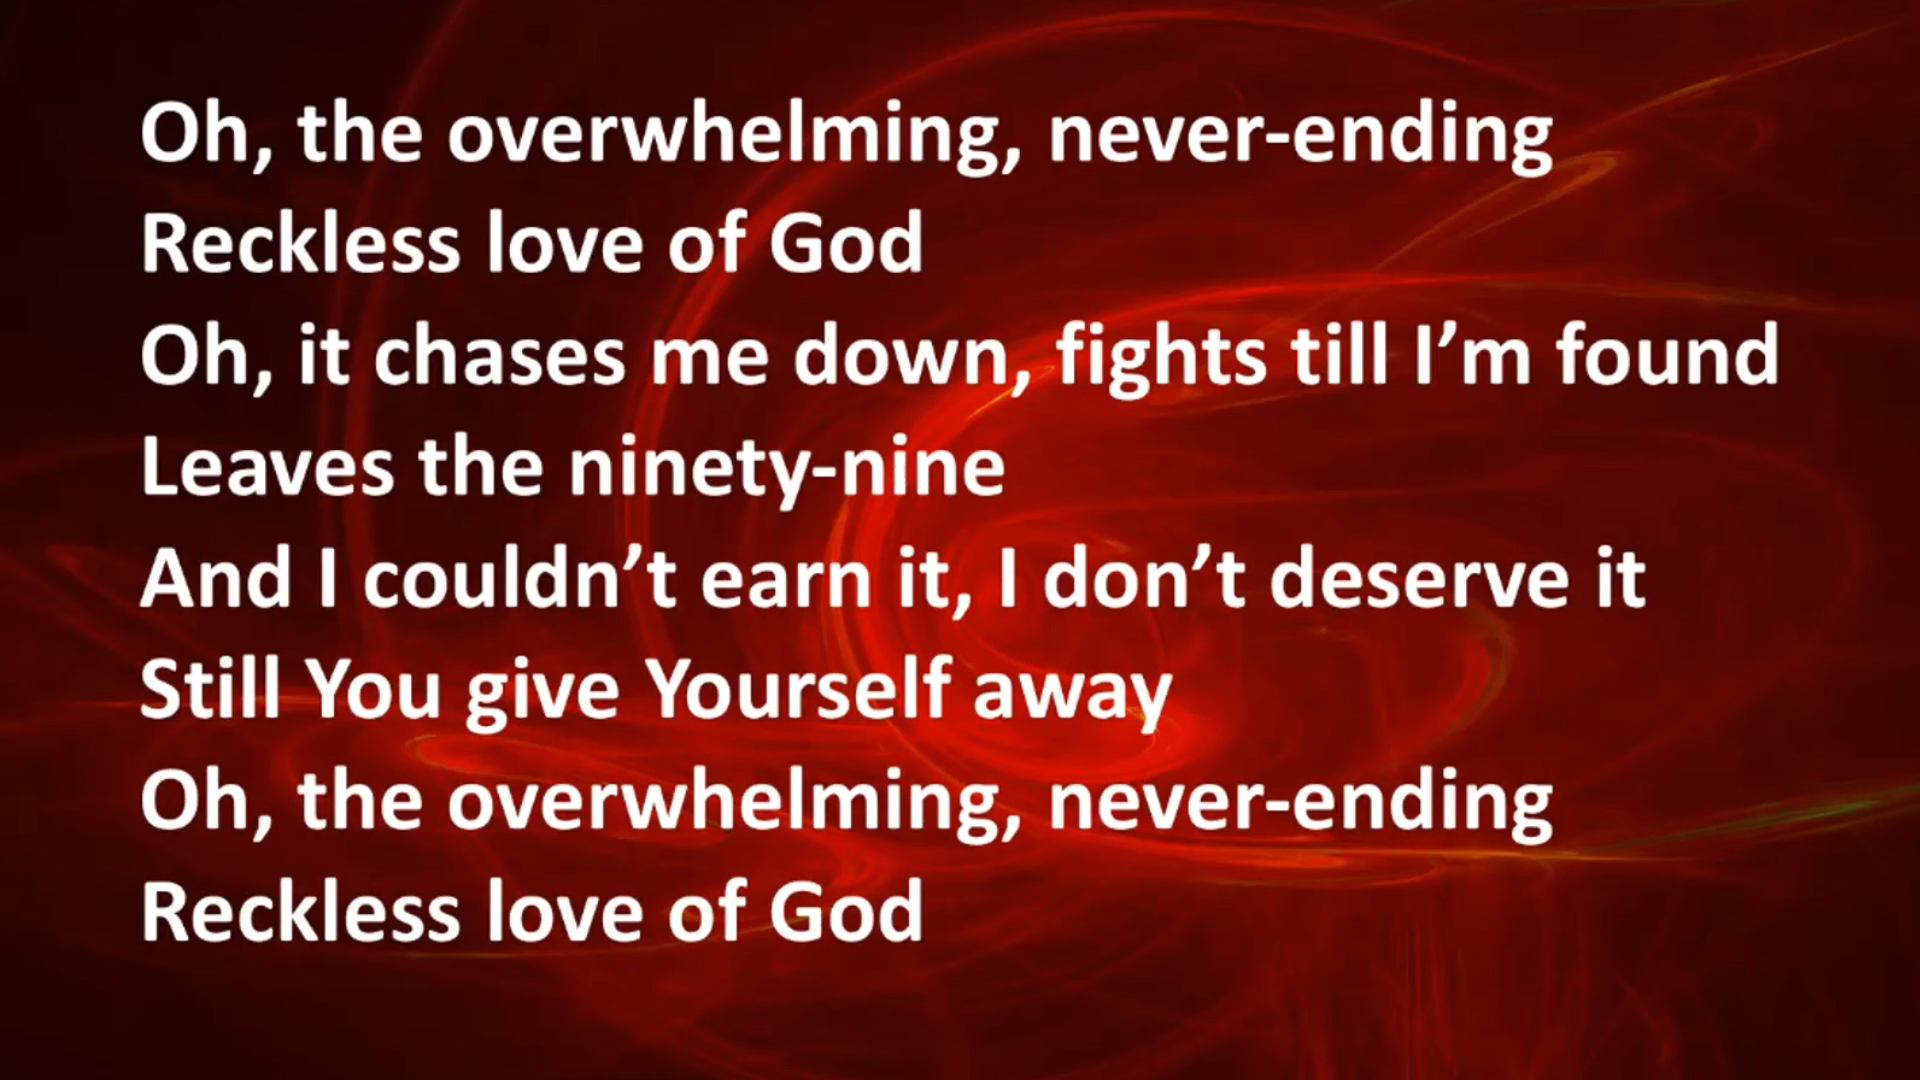 Oh, the overwhelming, never-ending
Reckless love of God
Oh, it chases me down, fights till I’m found
Leaves the ninety-nine
And I couldn’t earn it, I don’t deserve it
Still You give Yourself away
Oh, the overwhelming, never-ending
Reckless love of God